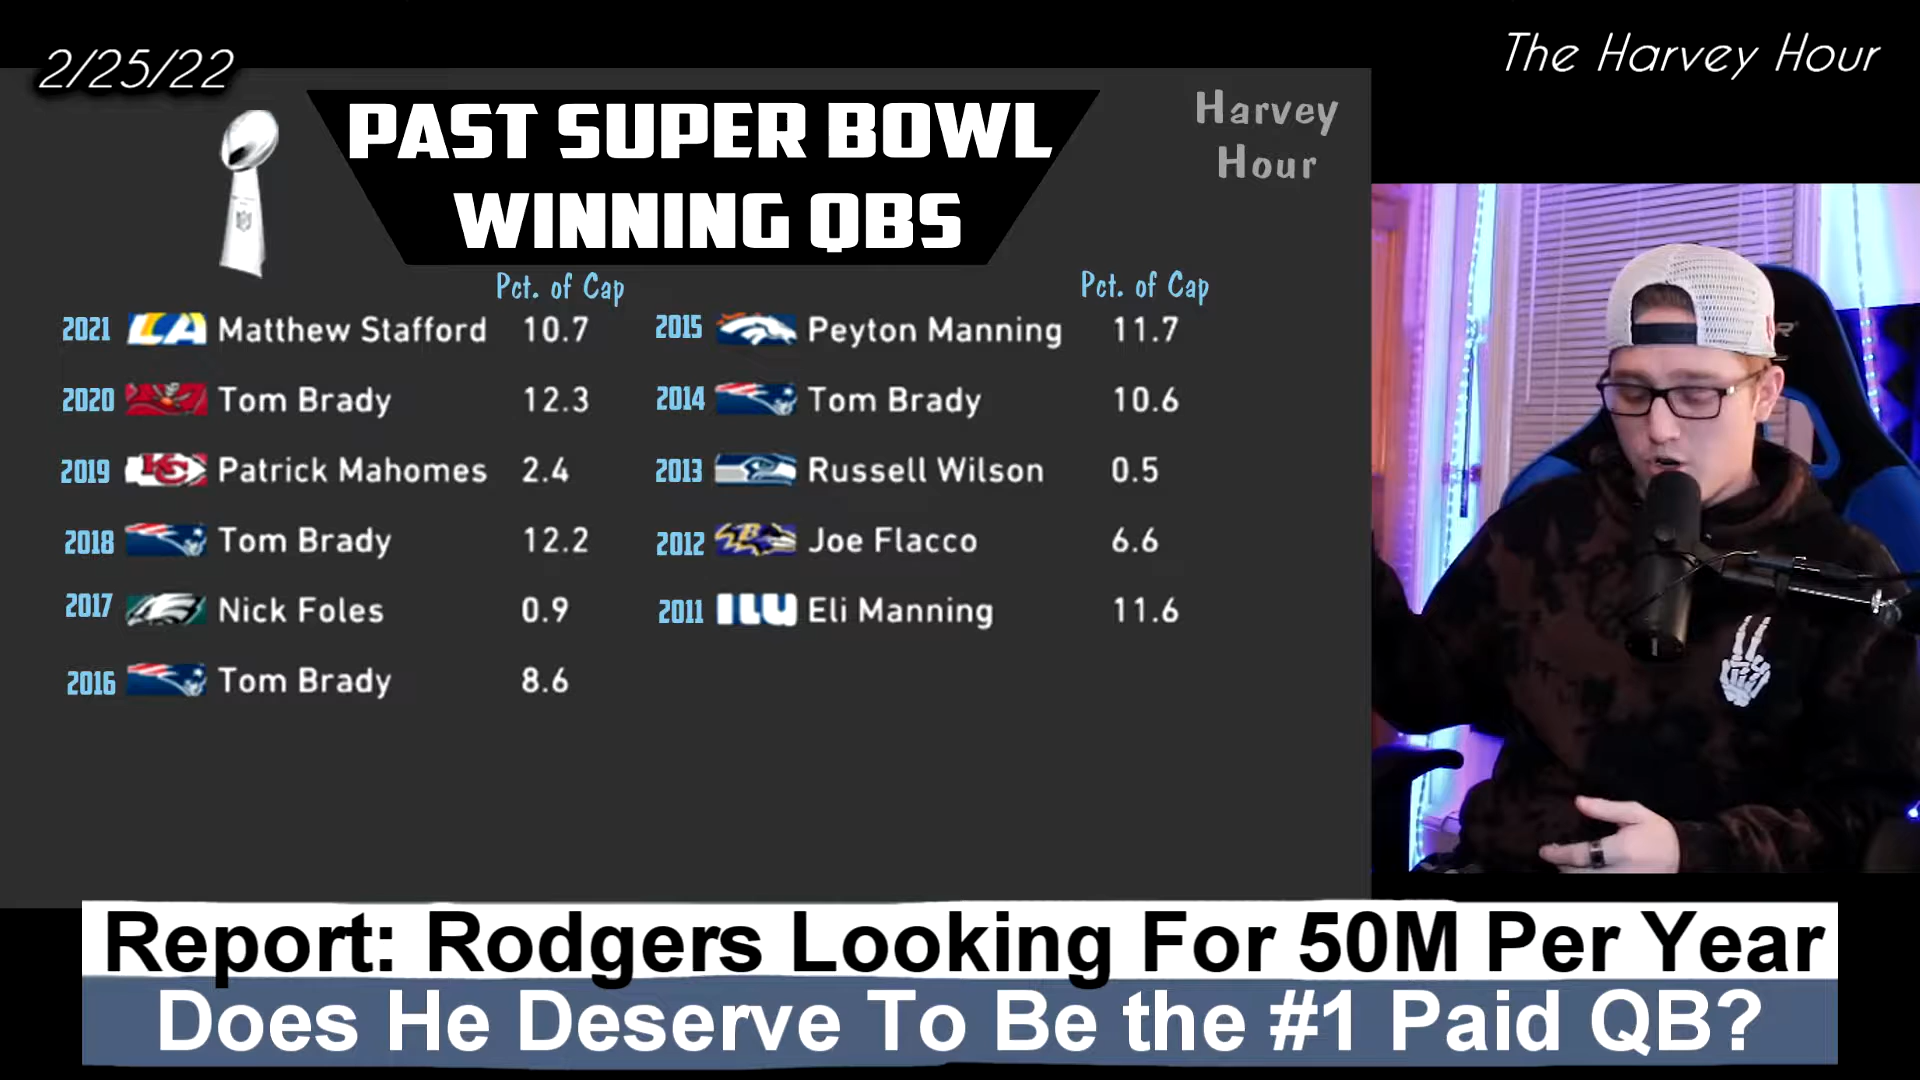 2/25/22
The Harvey Hour
PAST SUPER BOWL
WINNING QBS
Harvey
Hour
Pct. of Cap
2021 LA Matthew Stafford 10.7
2020 Tom Brady 12.3
2019 KC Patrick Mahomes 2.4
2018 Tom Brady 12.2
2017 Nick Foles 0.9
2016 Tom Brady 8.6
Pct. of Cap
2015 Peyton Manning 11.7
2014 Tom Brady 10.6
2013 Russell Wilson 0.5
2012 B Joe Flacco 6.6
2011 Eli Manning 11.6
Report: Rodgers Looking For 50M Per Year
Does He Deserve To Be the #1 Paid QB?